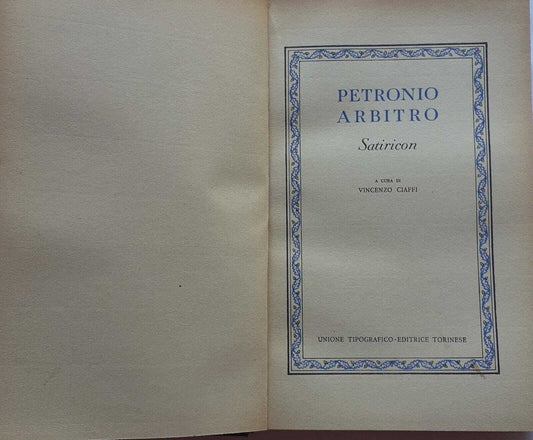 PETRONIO
ARBITRO
Satiricon
A CURA DI
VINCENZO CIAFFI
UNIONE TIPOGRAFICO-EDITRICE TORINESE